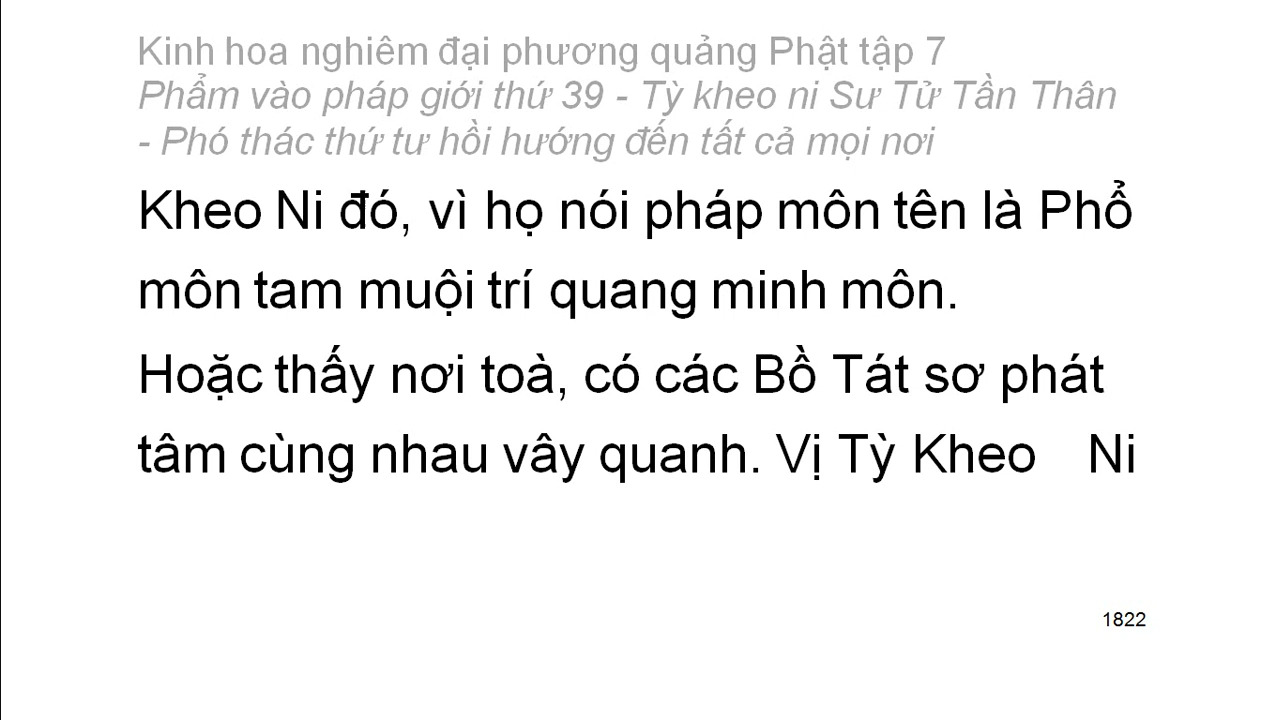 Kinh hoa nghiêm đại phương quảng Phật tập 7
Phẩm vào pháp giới thứ 39 - Tỳ kheo ni Sư Tử Tần Thân
- Phó thác thứ tư hồi hướng đến tất cả mọi nơi
Kheo Ni đó, vì họ nói pháp môn tên là Phổ
môn tam muội trí quang minh môn.
Hoặc thấy nơi toà, có các Bồ Tát sơ phát
tâm cùng nhau vây quanh. Vị Tỳ Kheo Ni
1822